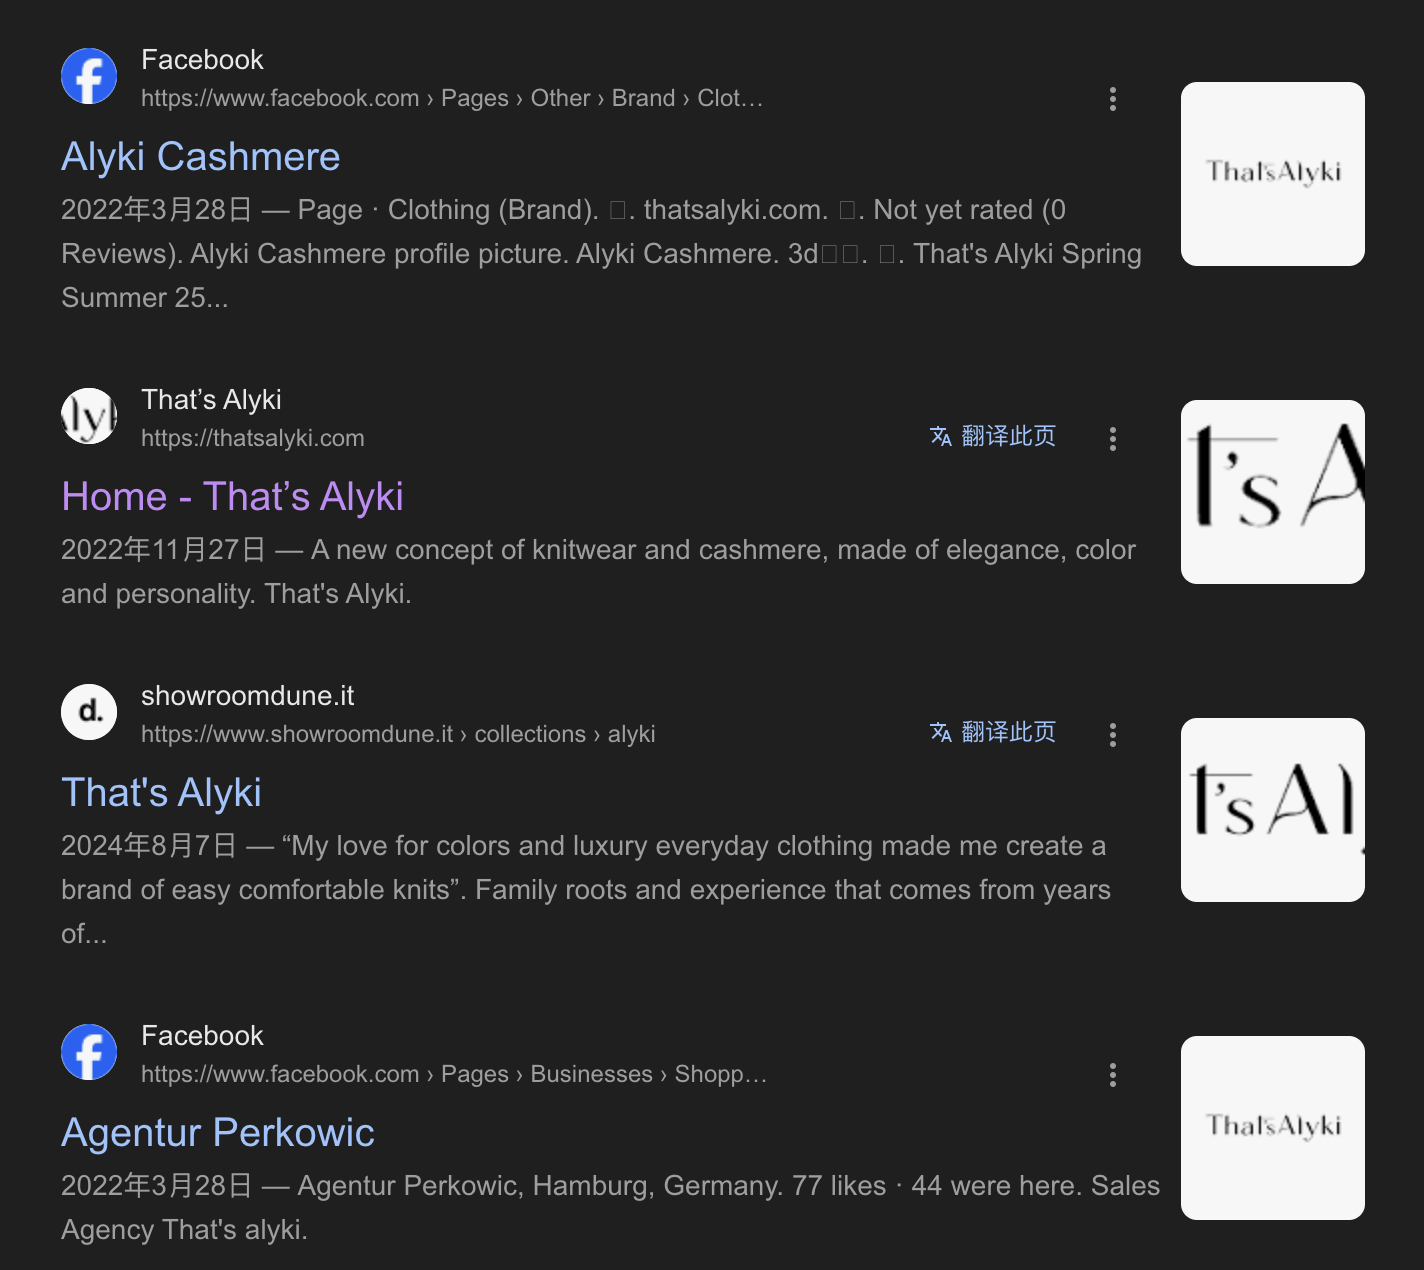 Facebook
https://www.facebook.com › Pages › Other › Brand › Clot…
Alyki Cashmere
2022年3月28日 — Page · Clothing (Brand). 󱞋. thatsalyki.com. 󱙿. Not yet rated (0
Reviews). Alyki Cashmere profile picture. Alyki Cashmere. 3d󰞋󱟠. 󰟝. That's Alyki Spring
Summer 25...
That'sAlyki
That’s Alyki
https://thatsalyki.com
翻译此页
Home - That’s Alyki
2022年11月27日 — A new concept of knitwear and cashmere, made of elegance, color
and personality. That's Alyki.
t's A
d.
showroomdune.it
https://www.showroomdune.it › collections › alyki
翻译此页
That's Alyki
2024年8月7日 — “My love for colors and luxury everyday clothing made me create a
brand of easy comfortable knits”. Family roots and experience that comes from years
of...
t's Al
Facebook
https://www.facebook.com › Pages › Businesses › Shopp…
Agentur Perkowic
2022年3月28日 — Agentur Perkowic, Hamburg, Germany. 77 likes · 44 were here. Sales
Agency That's alyki.
That'sAlyki